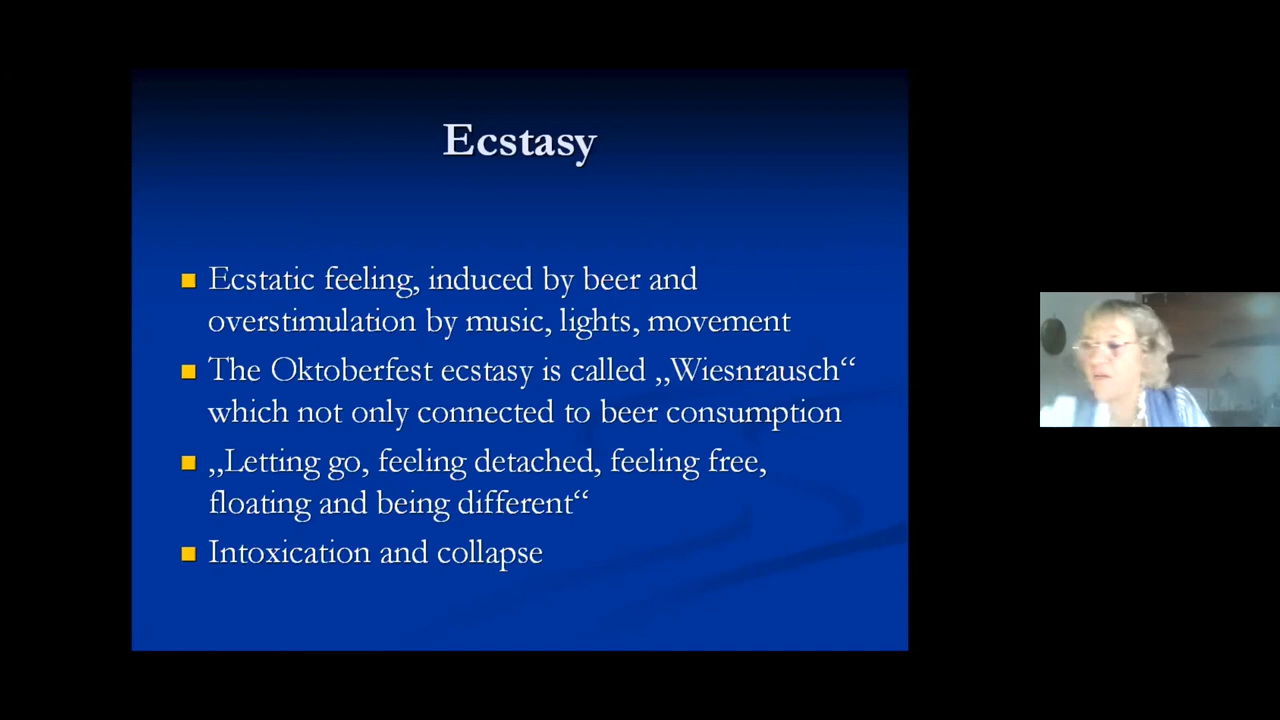 Ecstasy
Ecstatic feeling, induced by beer and
overstimulation by music, lights, movement
The Oktoberfest ecstasy is called „Wiesnrausch“
which not only connected to beer consumption
„Letting go, feeling detached, feeling free,
floating and being different“
Intoxication and collapse